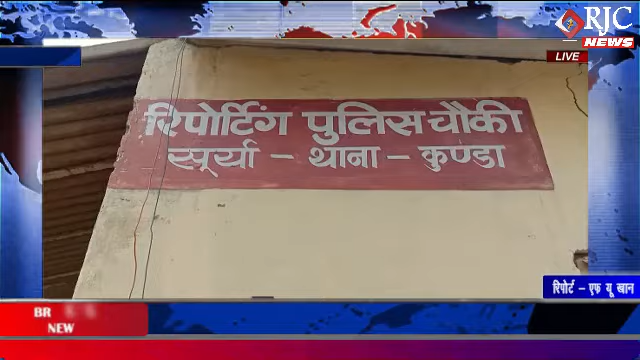 RJC
NEWS
LIVE
रिपोर्टिंग पुलिस चौकी
सूर्या - थाना - कुण्डा
रिपोर्ट - एफ यू खान
BR
NEW